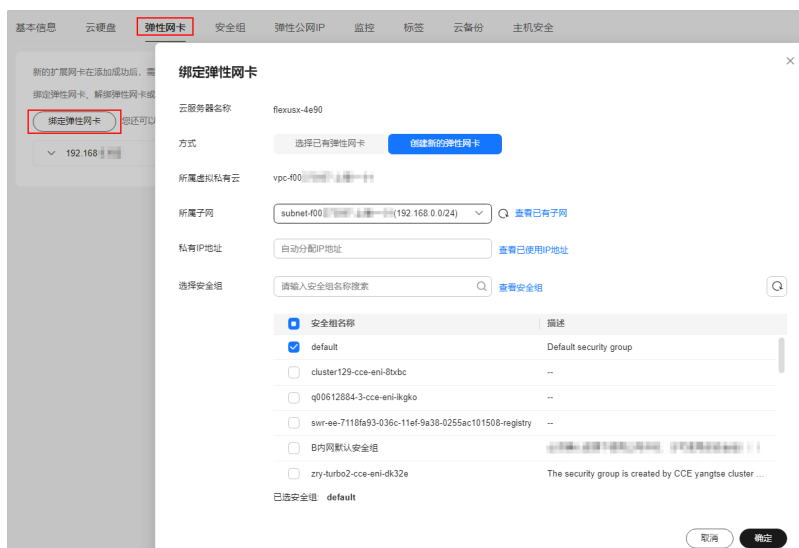 基本信息 云硬盘 弹性网卡 安全组 弹性公网IP 监控 标签 云备份 主机安全
新的扩展网卡在添加成功后，需
绑定弹性网卡、解绑弹性网卡或
绑定弹性网卡 您还可以
192.168
绑定弹性网卡
云服务器名称 flexusx-4e90
方式 选择已有弹性网卡 创建新的弹性网卡
所属虚拟私有云 vpc-f00
所属子网 subnet-f00 (192.168.0.0/24) 查看已有子网
私有IP地址 自动分配IP地址 查看已使用IP地址
选择安全组 请输入安全组名称搜索 查看安全组
安全组名称 描述
default Default security group
cluster129-cce-eni-8txbc --
q00612884-3-cce-eni-ikgko --
swr-ee-7118fa93-036c-11ef-9a38-0255ac101508-registry --
B内网默认安全组
zry-turbo2-cce-eni-dk32e The security group is created by CCE yangtse cluster ...
已选安全组: default
取消 确定